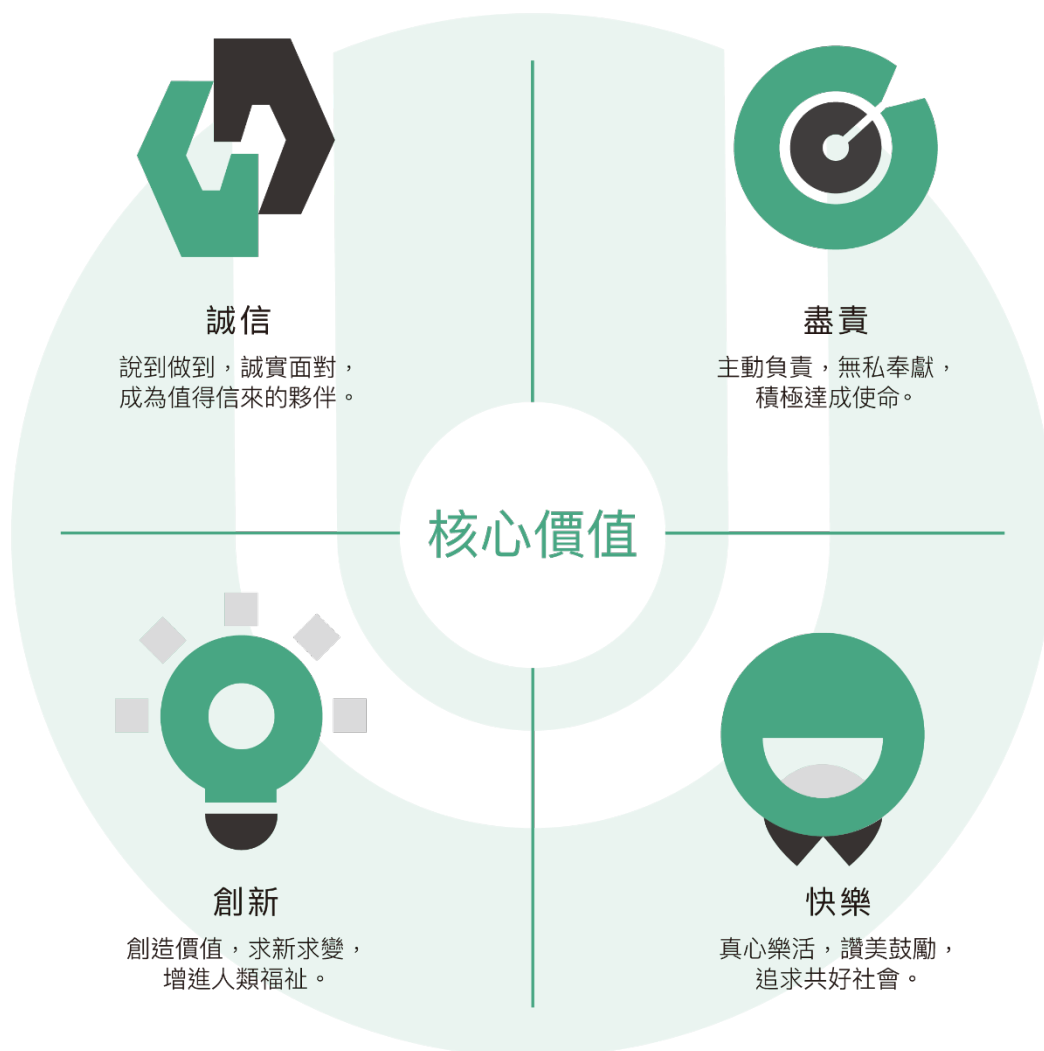 誠信
說到做到，誠實面對，
成為值得信來的夥伴。
盡責
主動負責，無私奉獻，
積極達成使命。
核心價值
創新
創造價值，求新求變，
增進人類福祉。
快樂
真心樂活，讚美鼓勵，
追求共好社會。